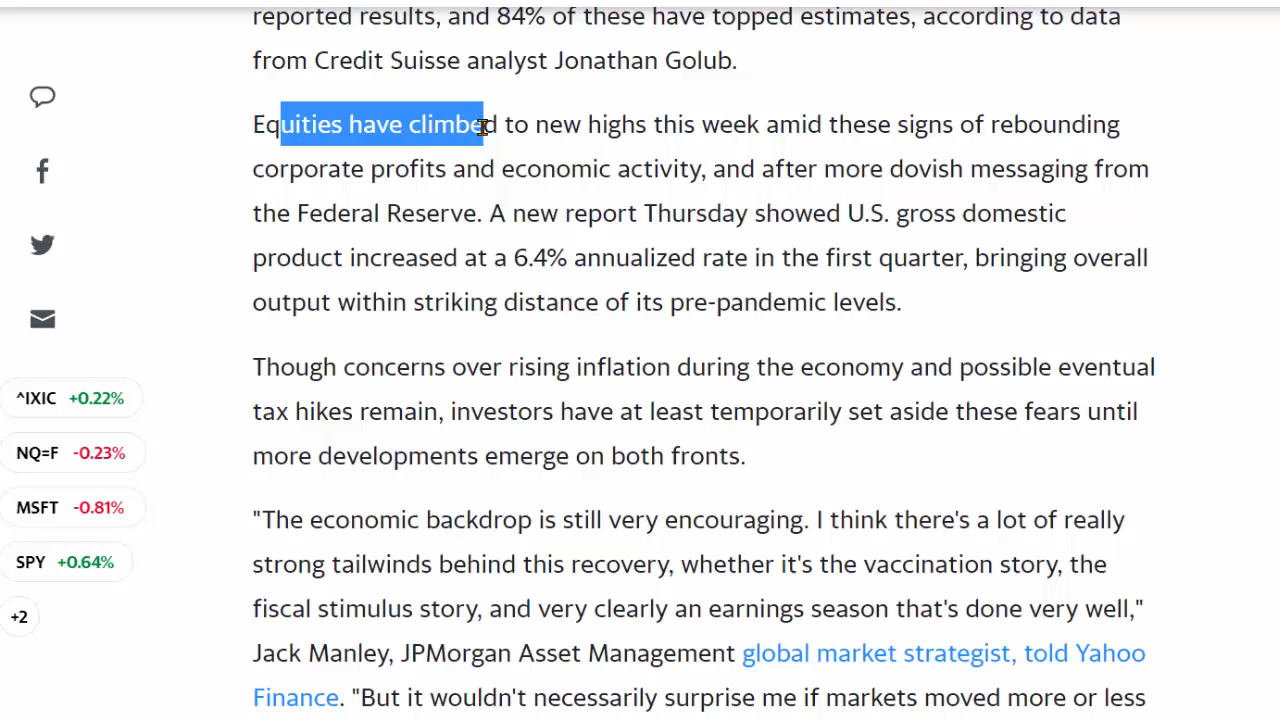 reported results, and 84% of these have topped estimates, according to data
from Credit Suisse analyst Jonathan Golub.
Equities have climbed to new highs this week amid these signs of rebounding
corporate profits and economic activity, and after more dovish messaging from
the Federal Reserve. A new report Thursday showed U.S. gross domestic
product increased at a 6.4% annualized rate in the first quarter, bringing overall
output within striking distance of its pre-pandemic levels.
Though concerns over rising inflation during the economy and possible eventual
tax hikes remain, investors have at least temporarily set aside these fears until
more developments emerge on both fronts.
"The economic backdrop is still very encouraging. I think there's a lot of really
strong tailwinds behind this recovery, whether it's the vaccination story, the
fiscal stimulus story, and very clearly an earnings season that's done very well,"
Jack Manley, JPMorgan Asset Management global market strategist, told Yahoo
Finance. "But it wouldn't necessarily surprise me if markets moved more or less
^IXIC +0.22%
NQ=F -0.23%
MSFT -0.81%
SPY +0.64%
+2